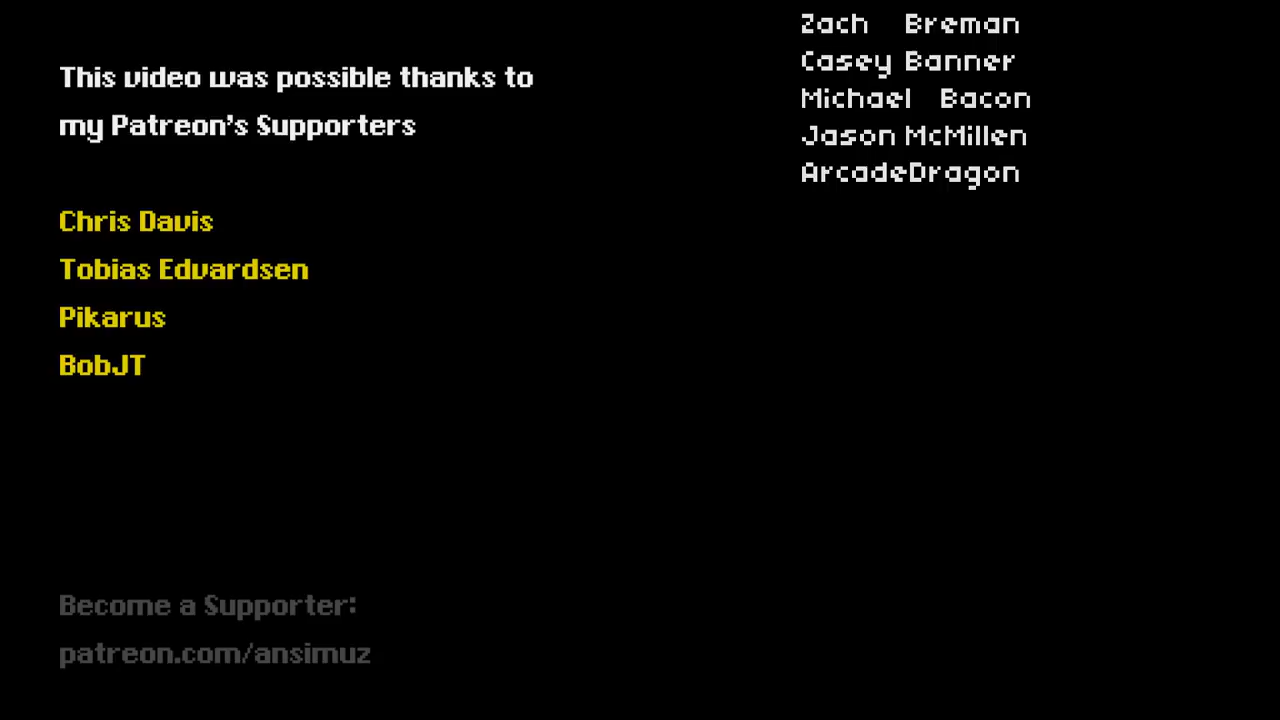 This video was possible thanks to
my Patreon's Supporters
Chris Davis
Tobias Edvardsen
Pikarus
BobJT
Become a Supporter:
patreon.com/ansimuz
Zach Breman
Casey Banner
Michael Bacon
Jason McMillen
ArcadeDragon